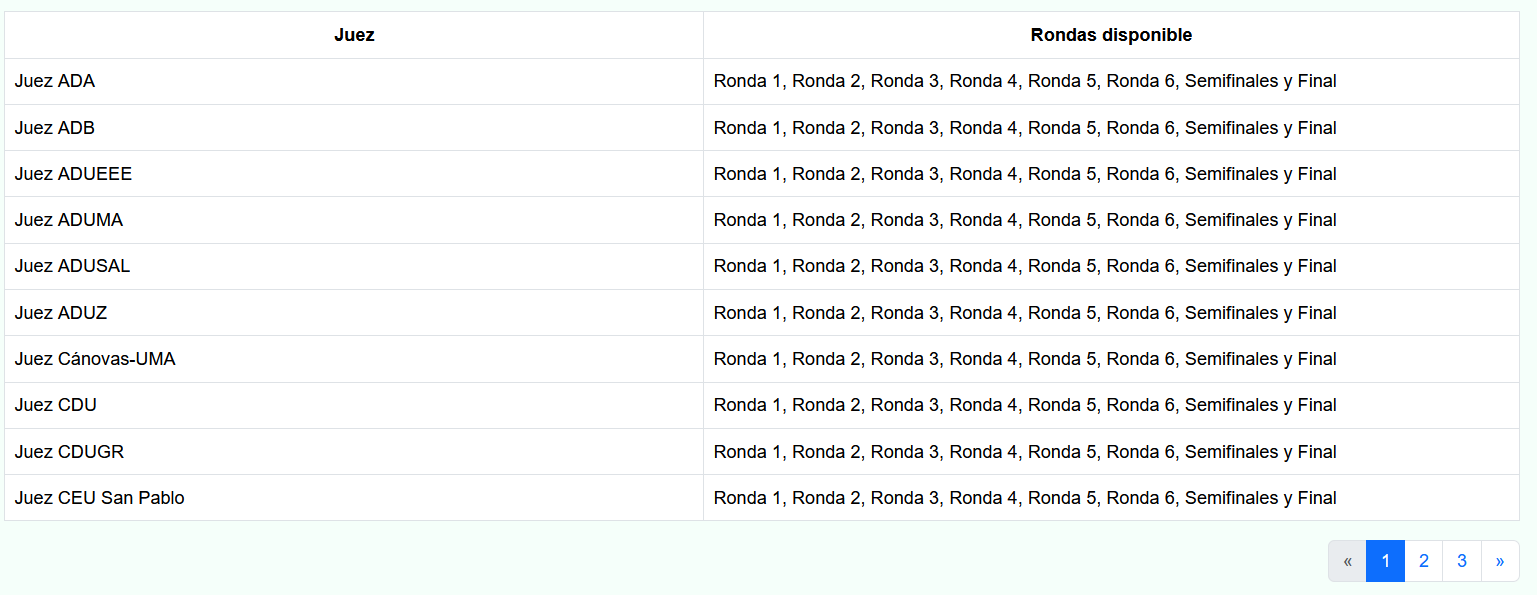 Juez Rondas disponible
Juez ADA Ronda 1, Ronda 2, Ronda 3, Ronda 4, Ronda 5, Ronda 6, Semifinales y Final
Juez ADB Ronda 1, Ronda 2, Ronda 3, Ronda 4, Ronda 5, Ronda 6, Semifinales y Final
Juez ADUEEE Ronda 1, Ronda 2, Ronda 3, Ronda 4, Ronda 5, Ronda 6, Semifinales y Final
Juez ADUMA Ronda 1, Ronda 2, Ronda 3, Ronda 4, Ronda 5, Ronda 6, Semifinales y Final
Juez ADUSAL Ronda 1, Ronda 2, Ronda 3, Ronda 4, Ronda 5, Ronda 6, Semifinales y Final
Juez ADUZ Ronda 1, Ronda 2, Ronda 3, Ronda 4, Ronda 5, Ronda 6, Semifinales y Final
Juez Cánovas-UMA Ronda 1, Ronda 2, Ronda 3, Ronda 4, Ronda 5, Ronda 6, Semifinales y Final
Juez CDU Ronda 1, Ronda 2, Ronda 3, Ronda 4, Ronda 5, Ronda 6, Semifinales y Final
Juez CDUGR Ronda 1, Ronda 2, Ronda 3, Ronda 4, Ronda 5, Ronda 6, Semifinales y Final
Juez CEU San Pablo Ronda 1, Ronda 2, Ronda 3, Ronda 4, Ronda 5, Ronda 6, Semifinales y Final
« 1 2 3 »